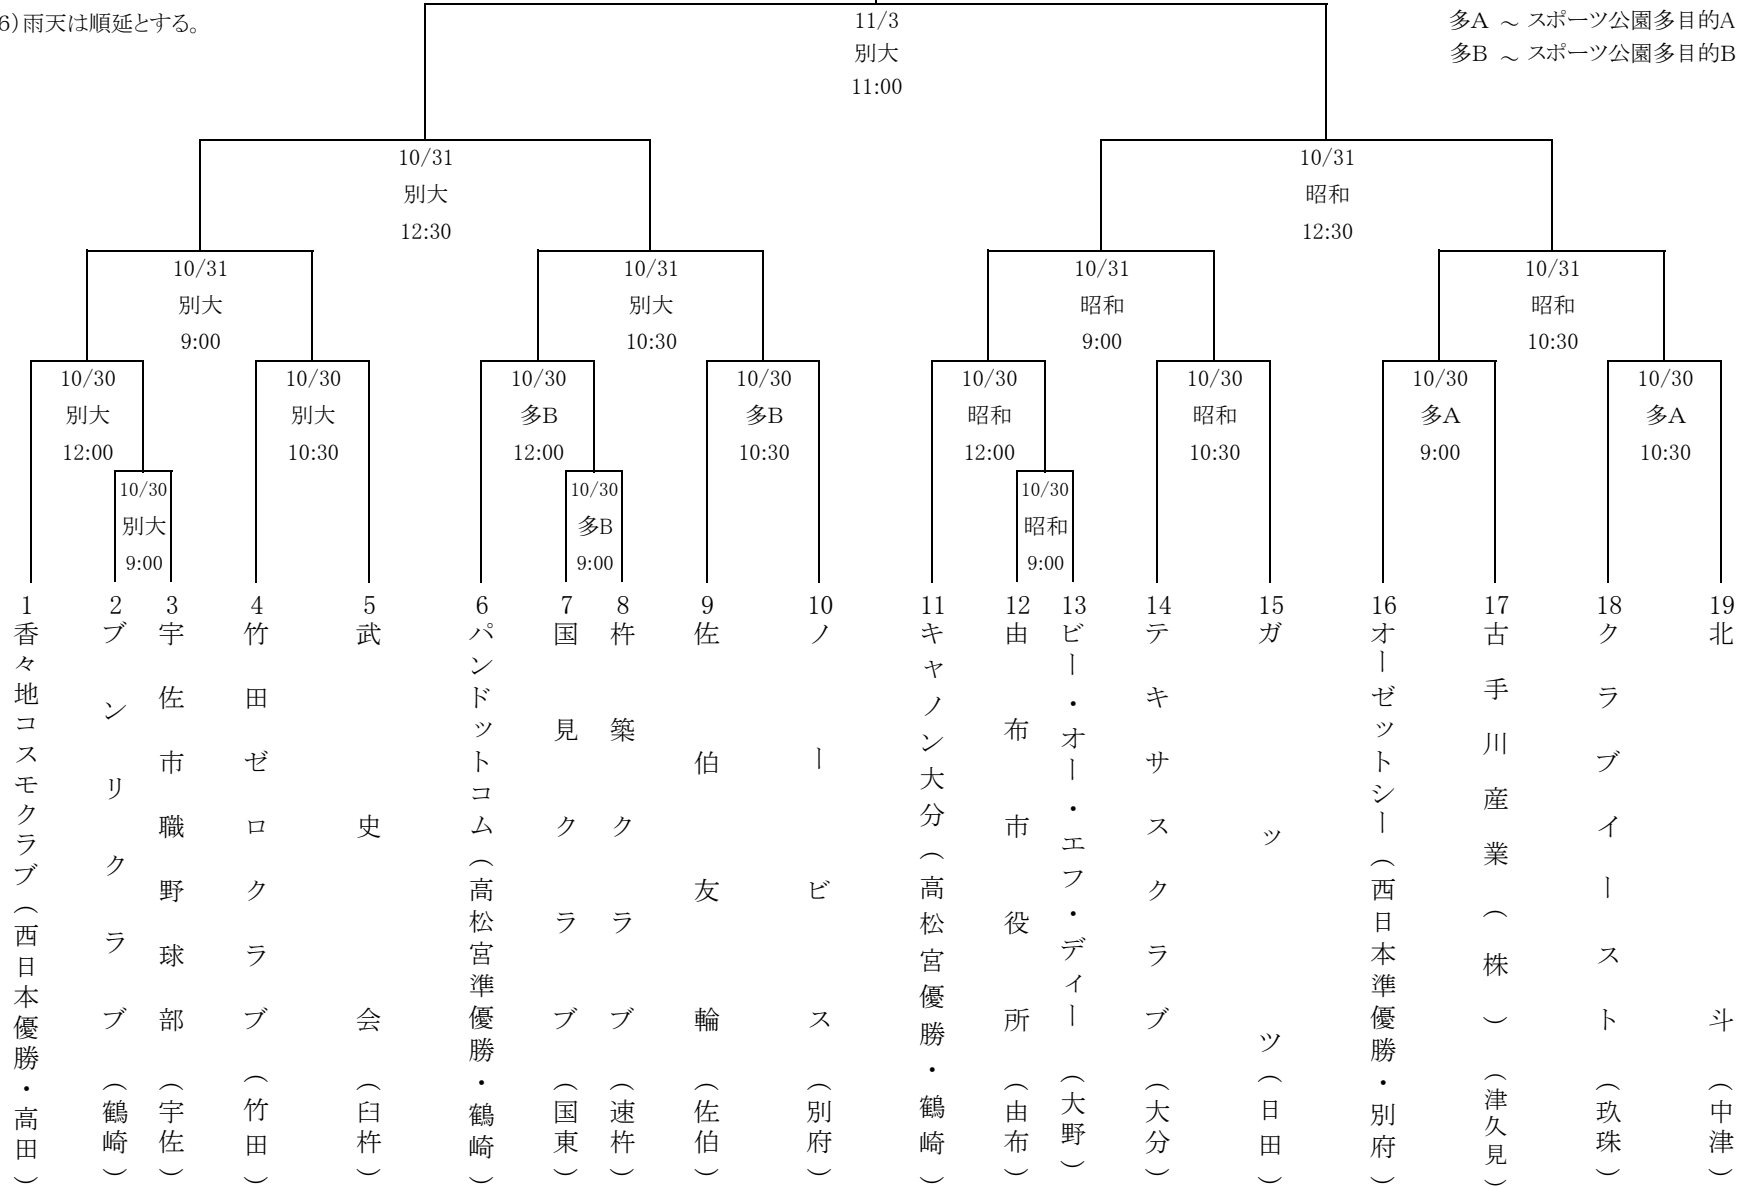 6)雨天は順延とする。
多A ～ スポーツ公園多目的A
多B ～ スポーツ公園多目的B
11/3
別大
11:00
10/31
別大
12:30
10/31
昭和
12:30
10/31
別大
9:00
10/31
別大
10:30
10/31
昭和
9:00
10/31
昭和
10:30
10/30
別大
12:00
10/30
別大
10:30
10/30
多B
12:00
10/30
多B
10:30
10/30
昭和
12:00
10/30
昭和
10:30
10/30
多A
9:00
10/30
多A
10:30
10/30
別大
9:00
10/30
多B
9:00
10/30
昭和
9:00
1
香々地コスモクラブ(西日本優勝・高田)
2
ブンリクラブ(鶴崎)
3
宇佐市職野球部(宇佐)
4
竹田ゼロクラブ(竹田)
5
武史会(臼杵)
6
パンドットコム(高松宮準優勝・鶴崎)
7
国見クラブ(国東)
8
杵築クラブ(速杵)
9
佐伯友輪(佐伯)
10
ノービス(別府)
11
キャノン大分(高松宮優勝・鶴崎)
12
由布市役所(由布)
13
ビー・オー・エフ・ディー(大野)
14
テキサスクラブ(大分)
15
ガッツ(日田)
16
オーゼットシー(西日本準優勝・別府)
17
古手川産業(株)(津久見)
18
クラブイースト(玖珠)
19
北斗(中津)